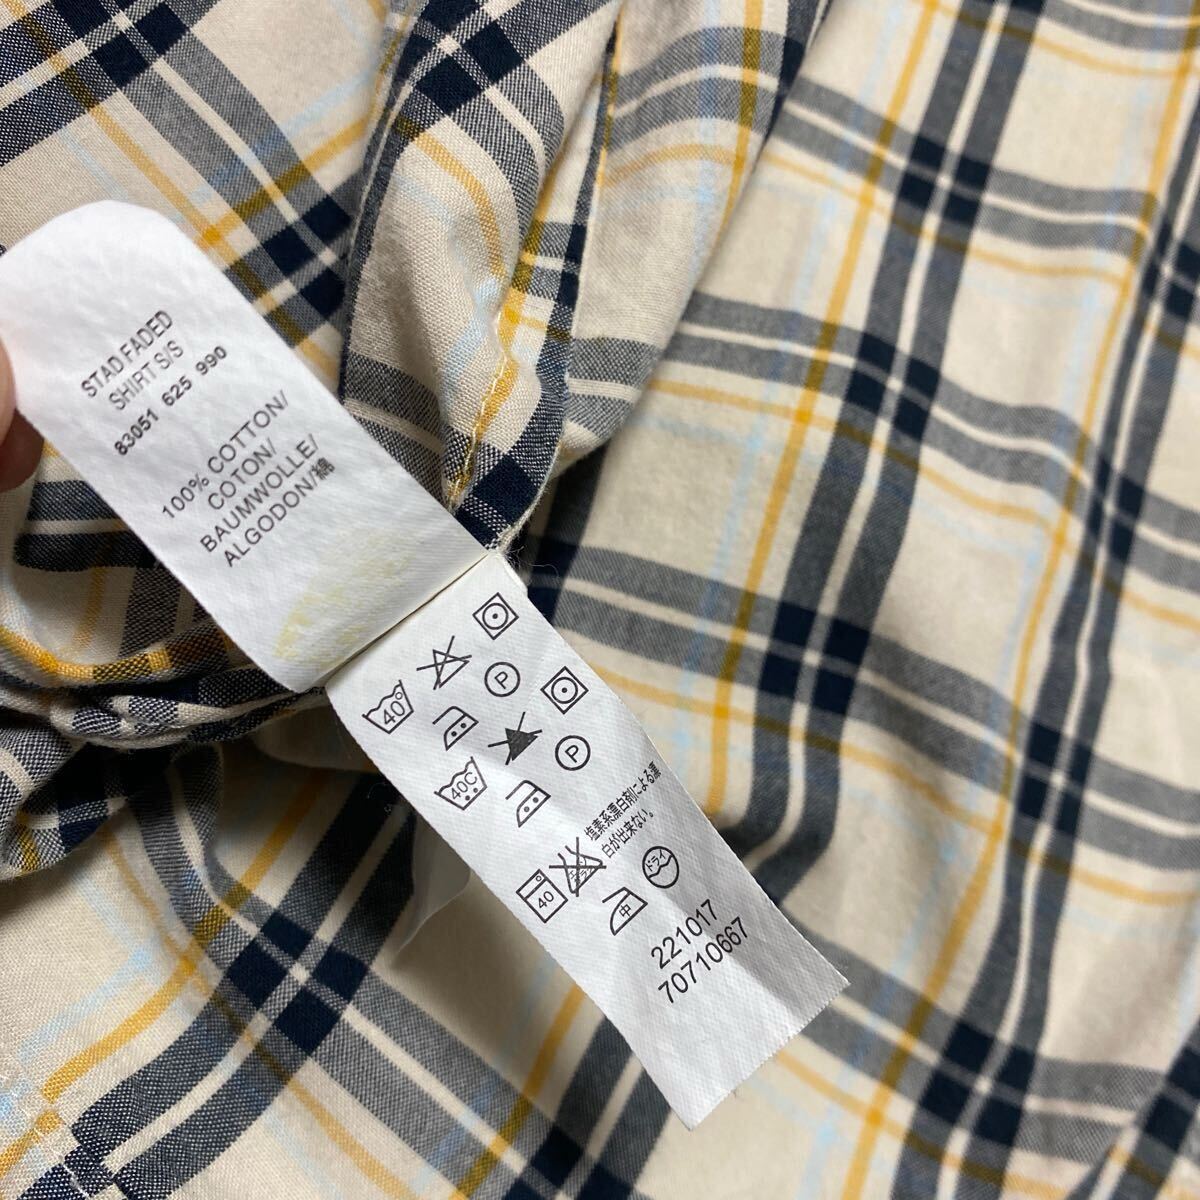 STAD FADED
SHIRT S/S
83051 625 990
100% COTTON/
COTON/
BAUMWOLLE/
ALGODON/綿
40°
P
40C
P
塩素系漂白剤による漂
白が出来ない。
40
中
ドライ
221017
70710667